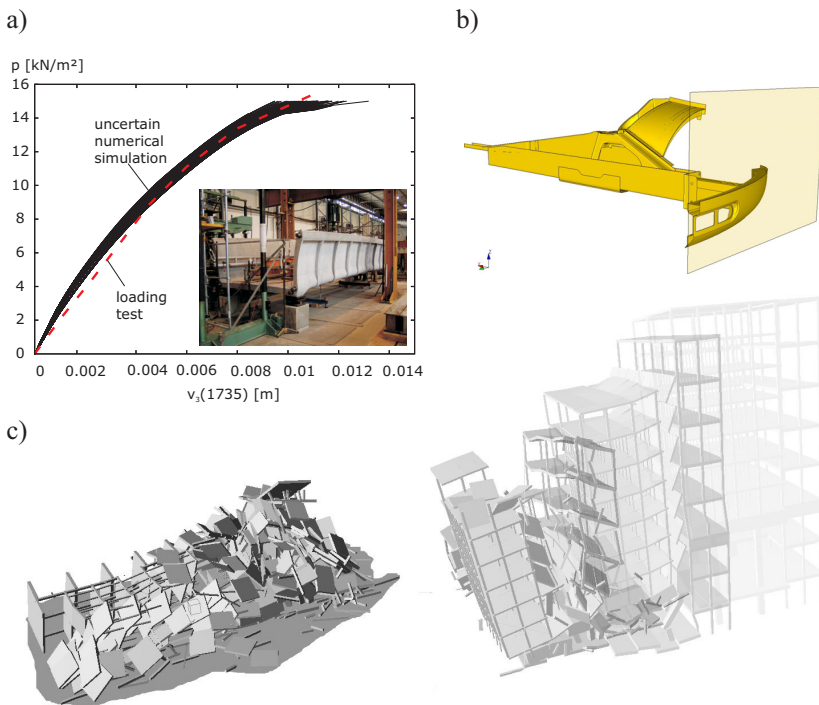 a)
p [kN/m²]
16
14
12
10
8
6
4
2
0
uncertain
numerical
simulation
loading
test
0
0.002
0.004
0.006
0.008
0.010
0.012
0.014
v₃(1735) [m]
b)
c)